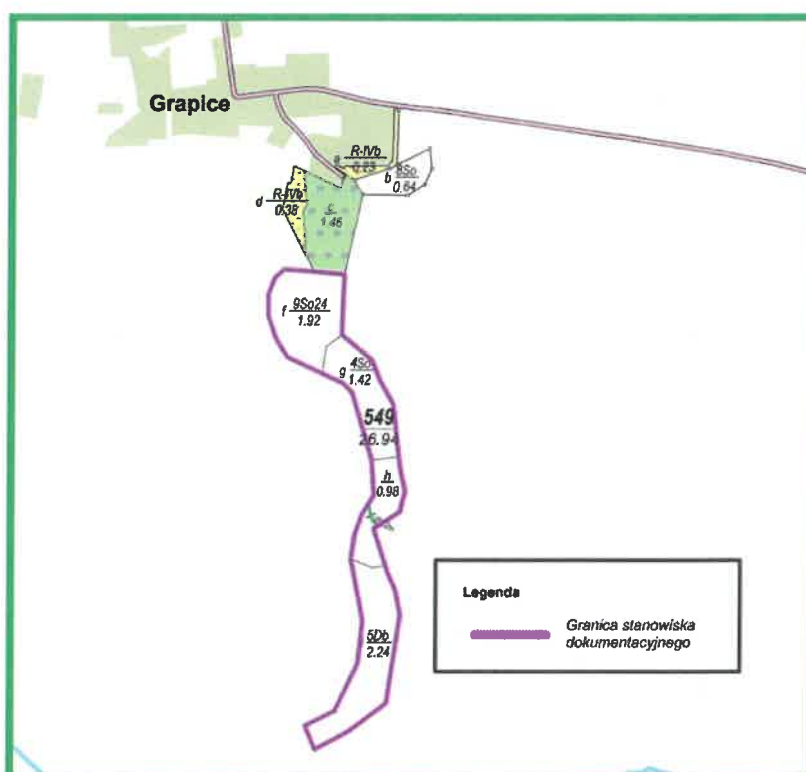 Grapice
a R-IVb
0.23
b 8So
0.64
d R-IVb
0.38
c
1.46
f 9So24
1.92
g 4So
1.42
549
26.94
h
0.98
5Db
2.24
Legenda
Granica stanowiska
dokumentacyjnego